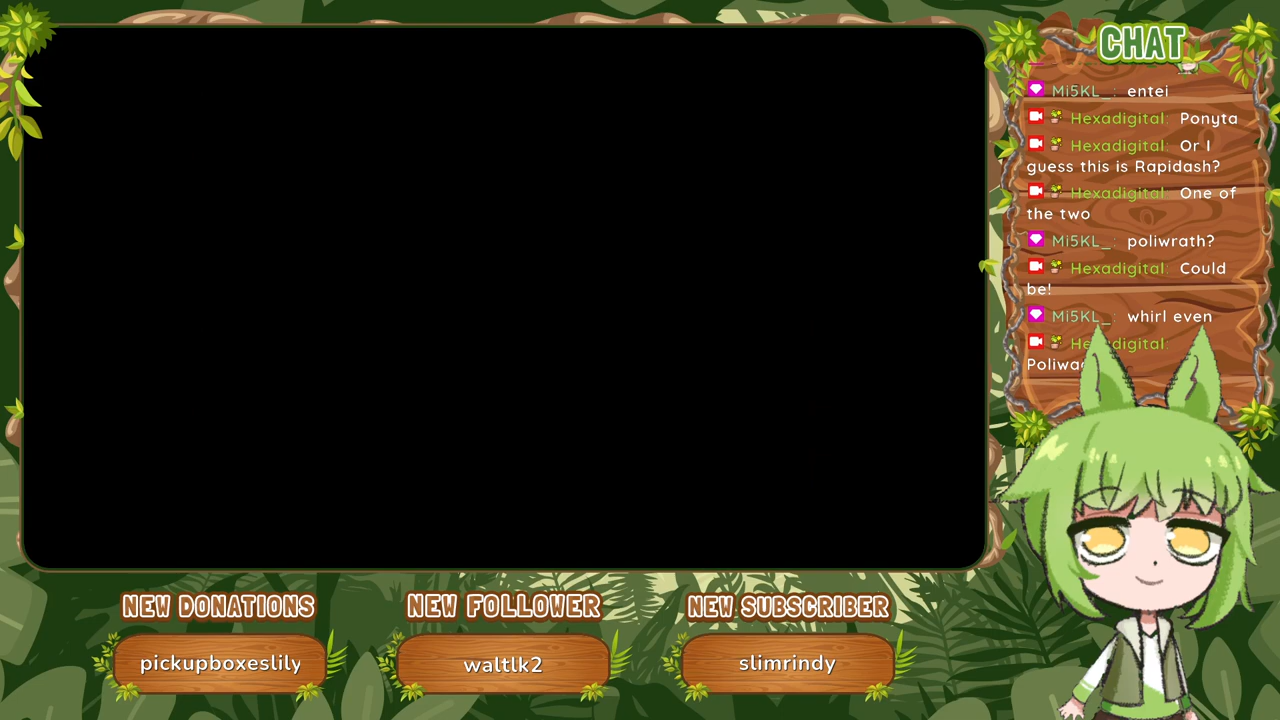 CHAT
Mi5KL_: entei
Hexadigital: Ponyta
Hexadigital: Or I
guess this is Rapidash?
Hexadigital: One of
the two
Mi5KL_: poliwrath?
Hexadigital: Could
be!
Mi5KL_: whirl even
Hexadigital:
NEW DONATIONS
NEW FOLLOWER
NEW SUBSCRIBER
pickupboxeslily
waltlk2
slimrindy